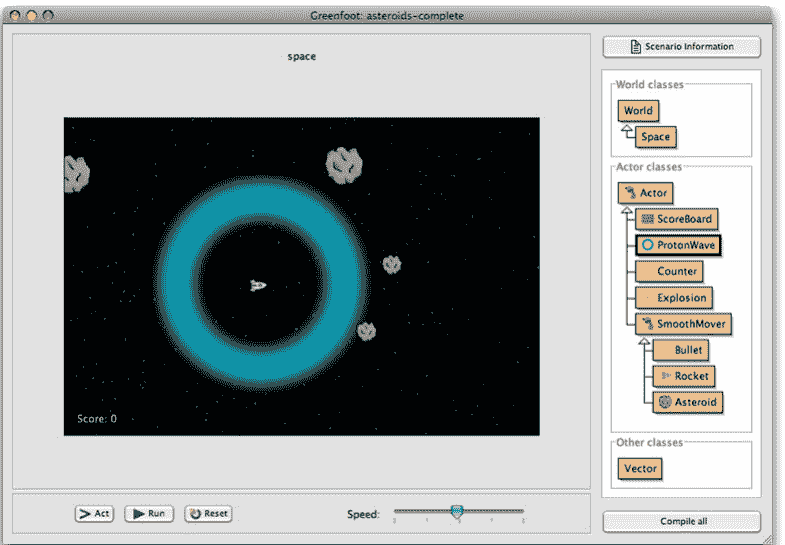 Greenfoot: asteroids-complete
space
Scenario Information
World classes
World
Space
Actor classes
Actor
ScoreBoard
ProtonWave
Counter
Explosion
SmoothMover
Bullet
Rocket
Asteroid
Score: 0
Other classes
Vector
> Act
Run
Reset
Speed:
Compile all